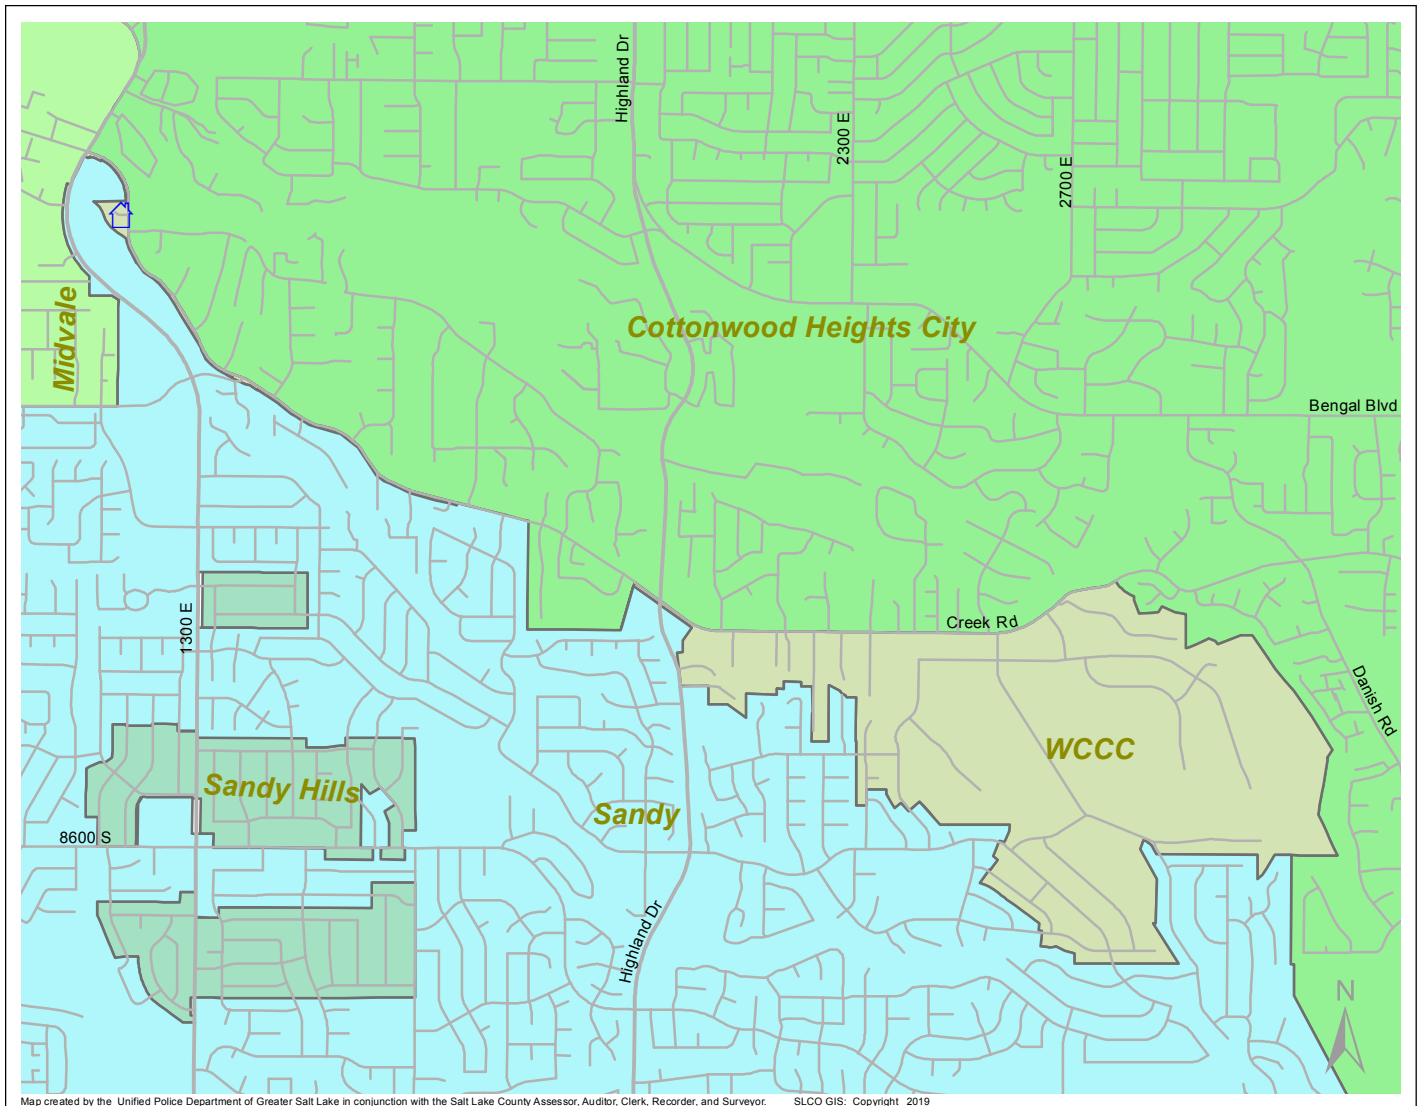 Highland Dr
2300 E
2700 E
Midvale
Cottonwood Heights City
Bengal Blvd
1300 E
Creek Rd
Danish Rd
WCCC
Sandy Hills
Sandy
8600 S
Highland Dr
N
Map created by the Unified Police Department of Greater Salt Lake in conjunction with the Salt Lake County Assessor, Auditor, Clerk, Recorder, and Surveyor. SLCO GIS: Copyright 2019